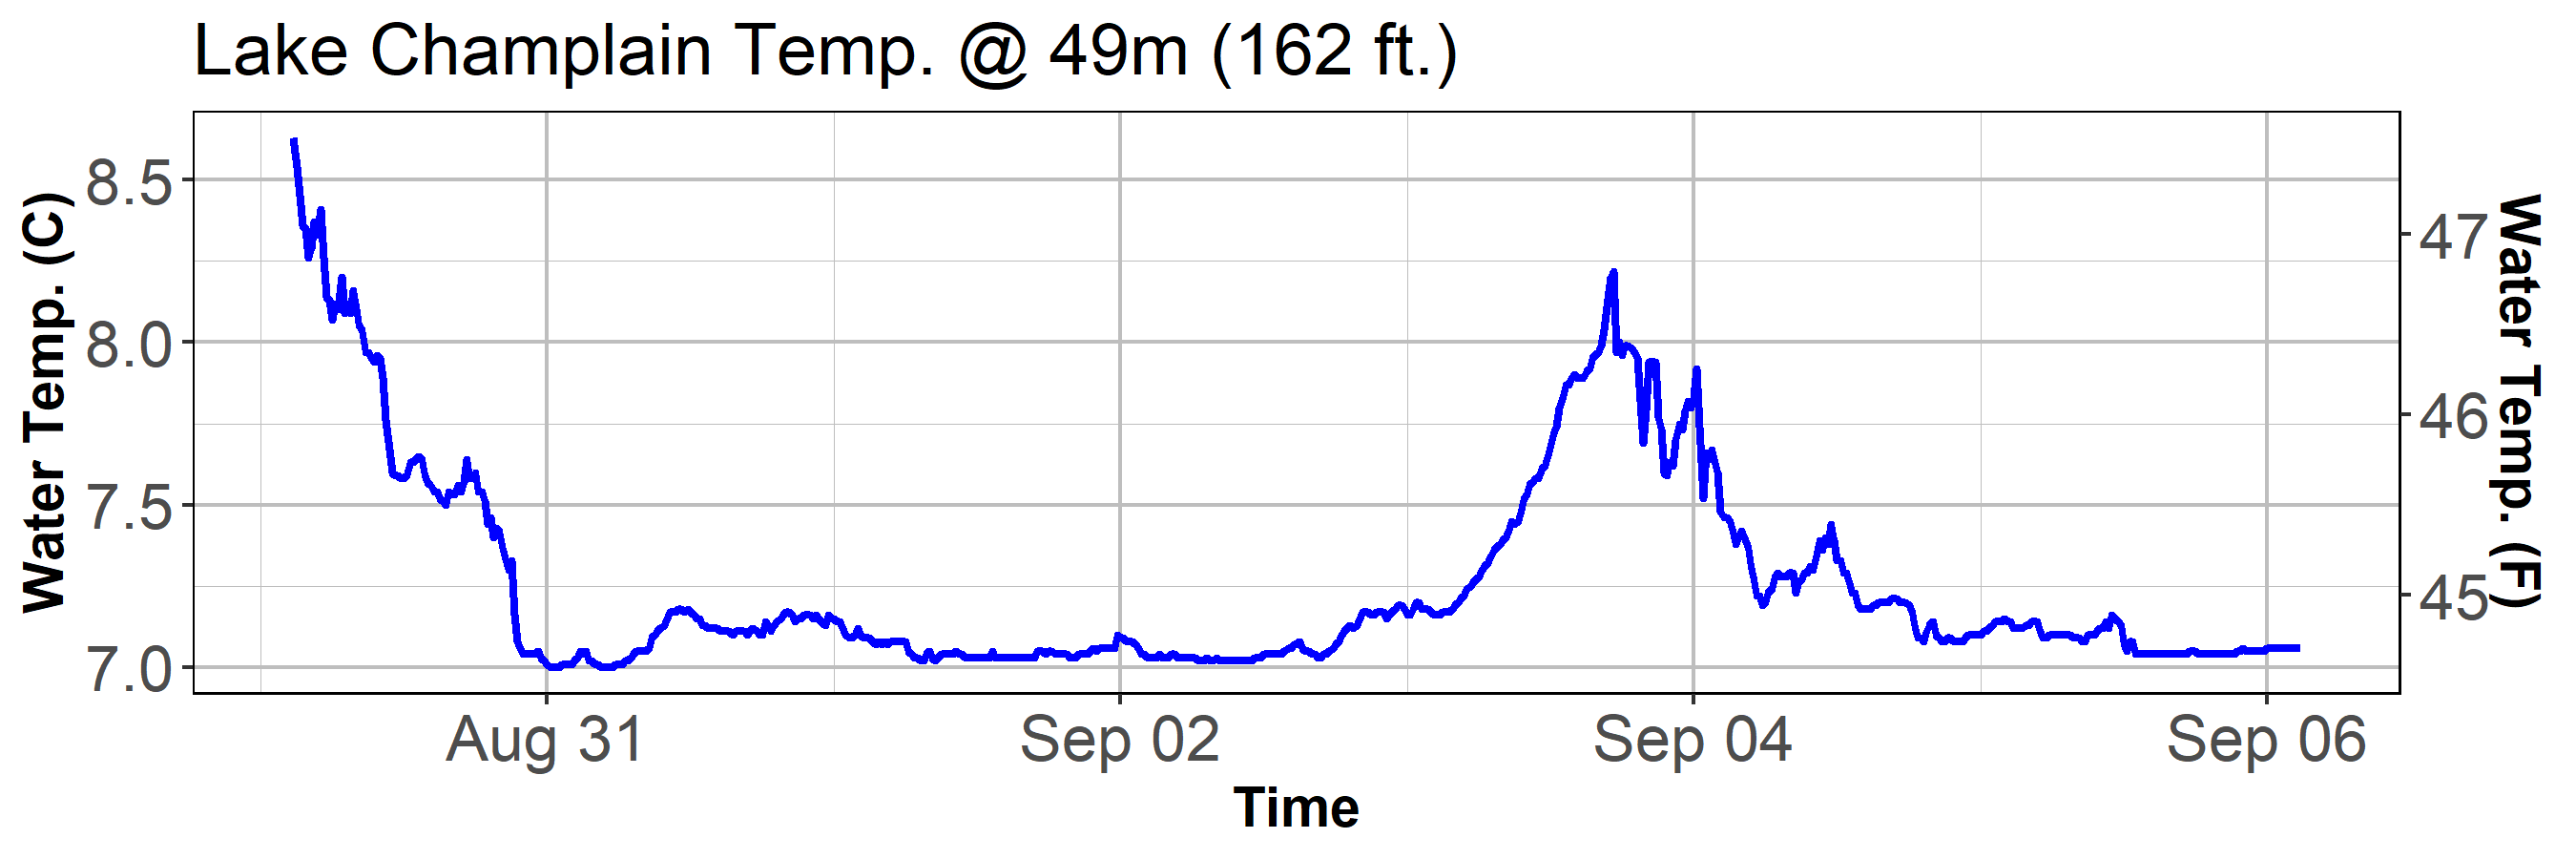 Lake Champlain Temp. @ 49m (162 ft.)
Water Temp. (C)
8.5
8.0
7.5
7.0
47
46
45
Water Temp. (F)
Aug 31
Sep 02
Sep 04
Sep 06
Time